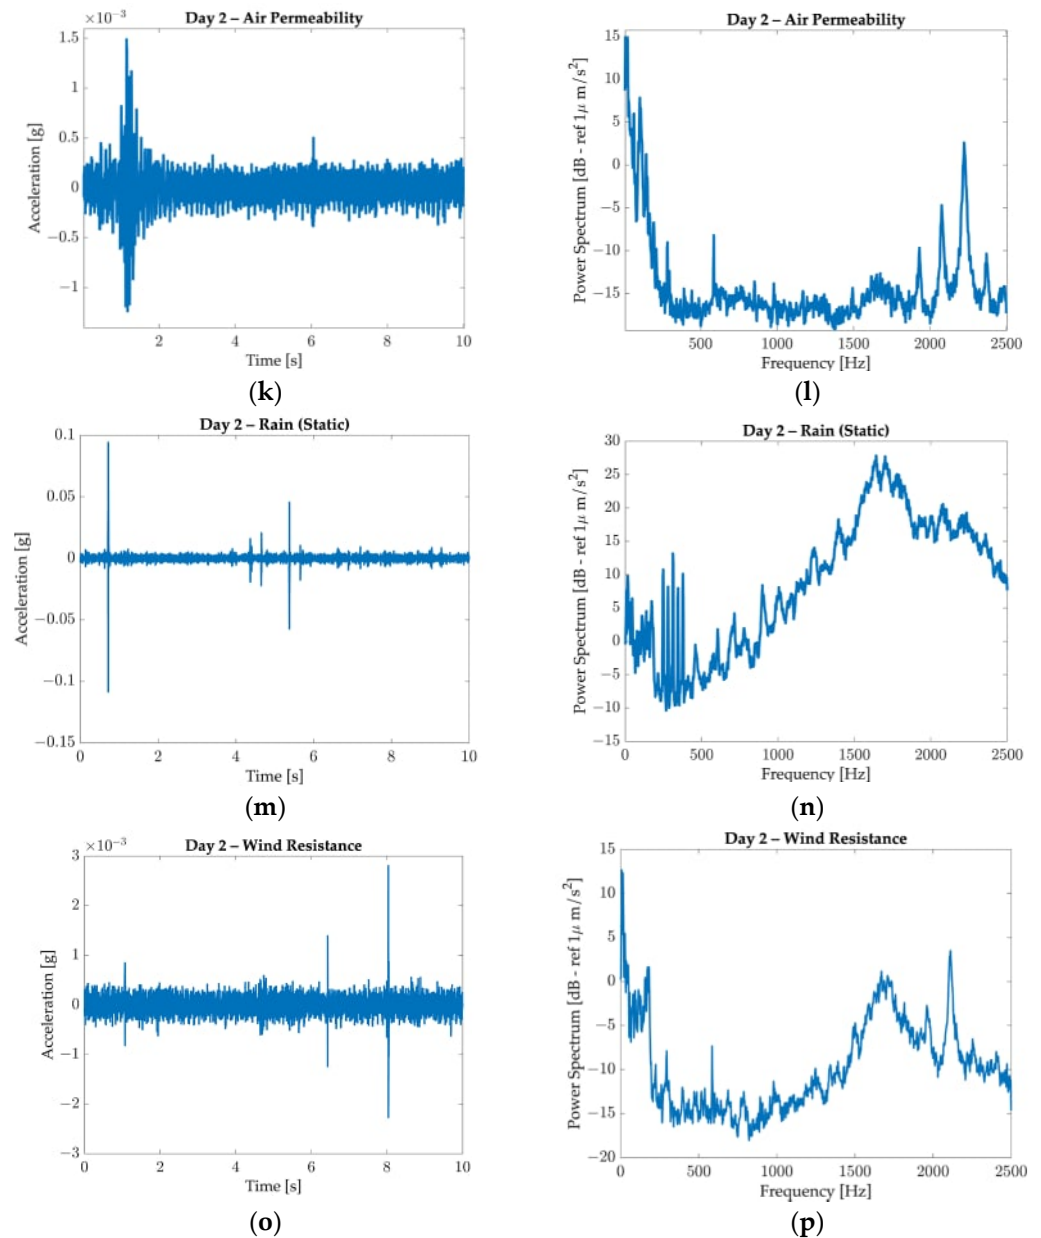 Day 2 – Air Permeability
×10⁻³
Acceleration [g]
1.5
1
0.5
0
−0.5
−1
2 4 6 8 10
Time [s]
(k)
Day 2 – Air Permeability
Power Spectrum [dB - ref 1μ m/s²]
15
10
5
0
−5
−10
−15
500 1000 1500 2000 2500
Frequency [Hz]
(l)
Day 2 – Rain (Static)
Acceleration [g]
0.1
0.05
0
−0.05
−0.1
−0.15
0 2 4 6 8 10
Time [s]
(m)
Day 2 – Rain (Static)
Power Spectrum [dB - ref 1μ m/s²]
30
25
20
15
10
5
0
−5
−10
−15
0 500 1000 1500 2000 2500
Frequency [Hz]
(n)
Day 2 – Wind Resistance
×10⁻³
Acceleration [g]
3
2
1
0
−1
−2
−3
0 2 4 6 8 10
Time [s]
(o)
Day 2 – Wind Resistance
Power Spectrum [dB - ref 1μ m/s²]
15
10
5
0
−5
−10
−15
−20
0 500 1000 1500 2000 2500
Frequency [Hz]
(p)